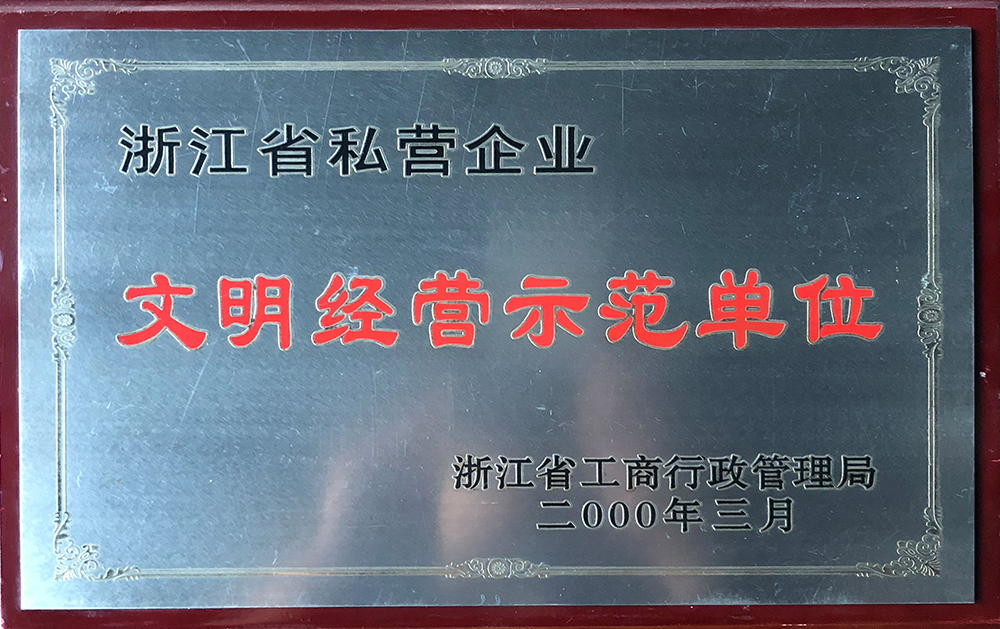 浙江省私营企业
文明经营示范单位
浙江省工商行政管理局
二000年三月